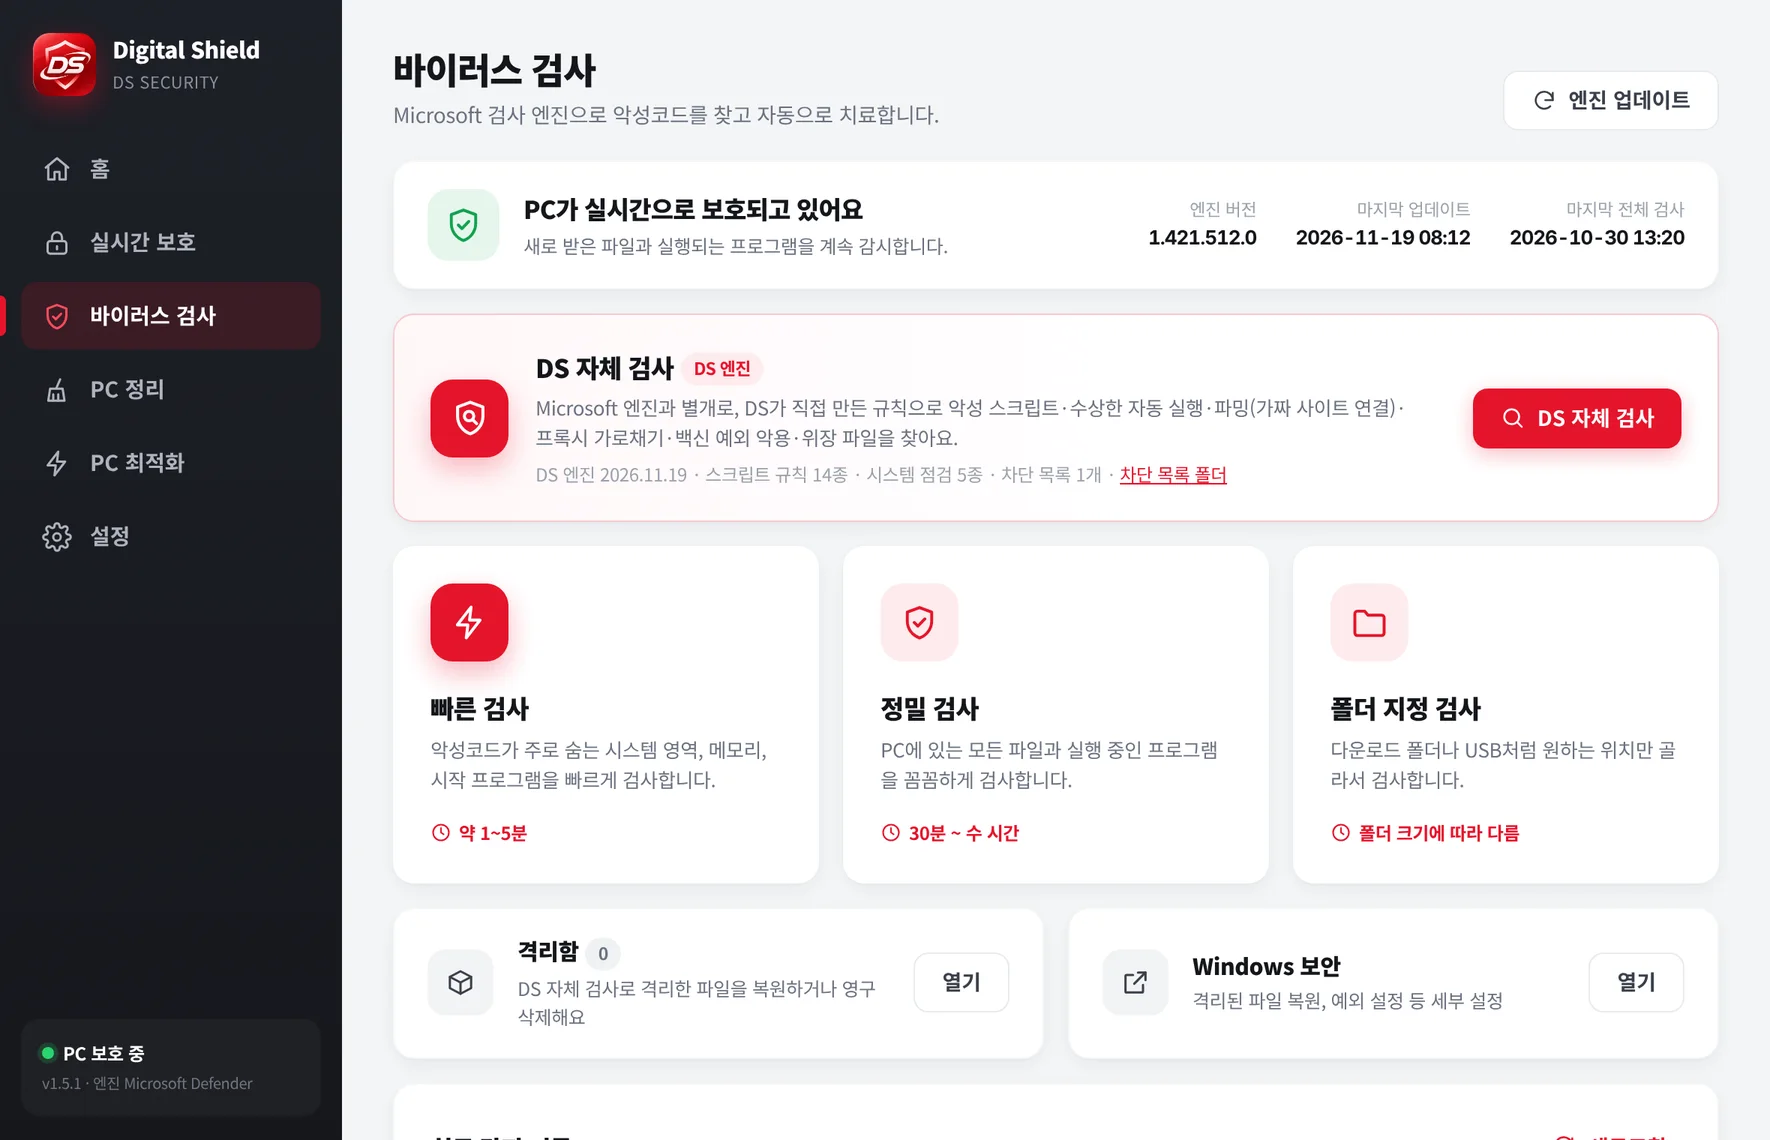 DS
Digital Shield
DS SECURITY
홈
실시간 보호
바이러스 검사
PC 정리
PC 최적화
설정
PC 보호 중
v1.5.1 · 엔진 Microsoft Defender
바이러스 검사
Microsoft 검사 엔진으로 악성코드를 찾고 자동으로 치료합니다.
엔진 업데이트
PC가 실시간으로 보호되고 있어요
새로 받은 파일과 실행되는 프로그램을 계속 감시합니다.
엔진 버전
1.421.512.0
마지막 업데이트
2026-11-19 08:12
마지막 전체 검사
2026-10-30 13:20
DS 자체 검사 DS 엔진
Microsoft 엔진과 별개로, DS가 직접 만든 규칙으로 악성 스크립트·수상한 자동 실행·파밍(가짜 사이트 연결)·
프록시 가로채기·백신 예외 악용·위장 파일을 찾아요.
DS 엔진 2026.11.19 · 스크립트 규칙 14종 · 시스템 점검 5종 · 차단 목록 1개 · 차단 목록 폴더
DS 자체 검사
빠른 검사
악성코드가 주로 숨는 시스템 영역, 메모리,
시작 프로그램을 빠르게 검사합니다.
약 1~5분
정밀 검사
PC에 있는 모든 파일과 실행 중인 프로그램
을 꼼꼼하게 검사합니다.
30분 ~ 수 시간
폴더 지정 검사
다운로드 폴더나 USB처럼 원하는 위치만 골
라서 검사합니다.
폴더 크기에 따라 다름
격리함 0
DS 자체 검사로 격리한 파일을 복원하거나 영구
삭제해요
열기
Windows 보안
격리된 파일 복원, 예외 설정 등 세부 설정
열기